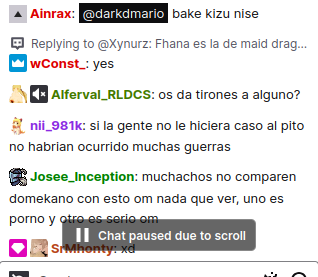 Ainrax: @darkdmario bake kizu nise
Replying to @Xynurz: Fhana es la de maid drag...
wConst_: yes
Alferval_RLDCS: os da tirones a alguno?
nii_981k: si la gente no le hiciera caso al pito
no habrian ocurrido muchas guerras
Josee_Inception: muchachos no comparen
domekano con esto om nada que ver, uno es
porno y otro es serio om
Chat paused due to scroll
SrMhonty: xd